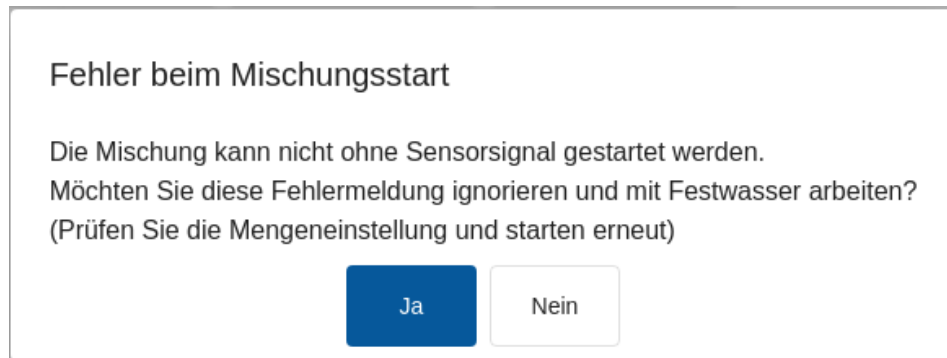 Fehler beim Mischungsstart
Die Mischung kann nicht ohne Sensorsignal gestartet werden.
Möchten Sie diese Fehlermeldung ignorieren und mit Festwasser arbeiten?
(Prüfen Sie die Mengeneinstellung und starten erneut)
Ja
Nein